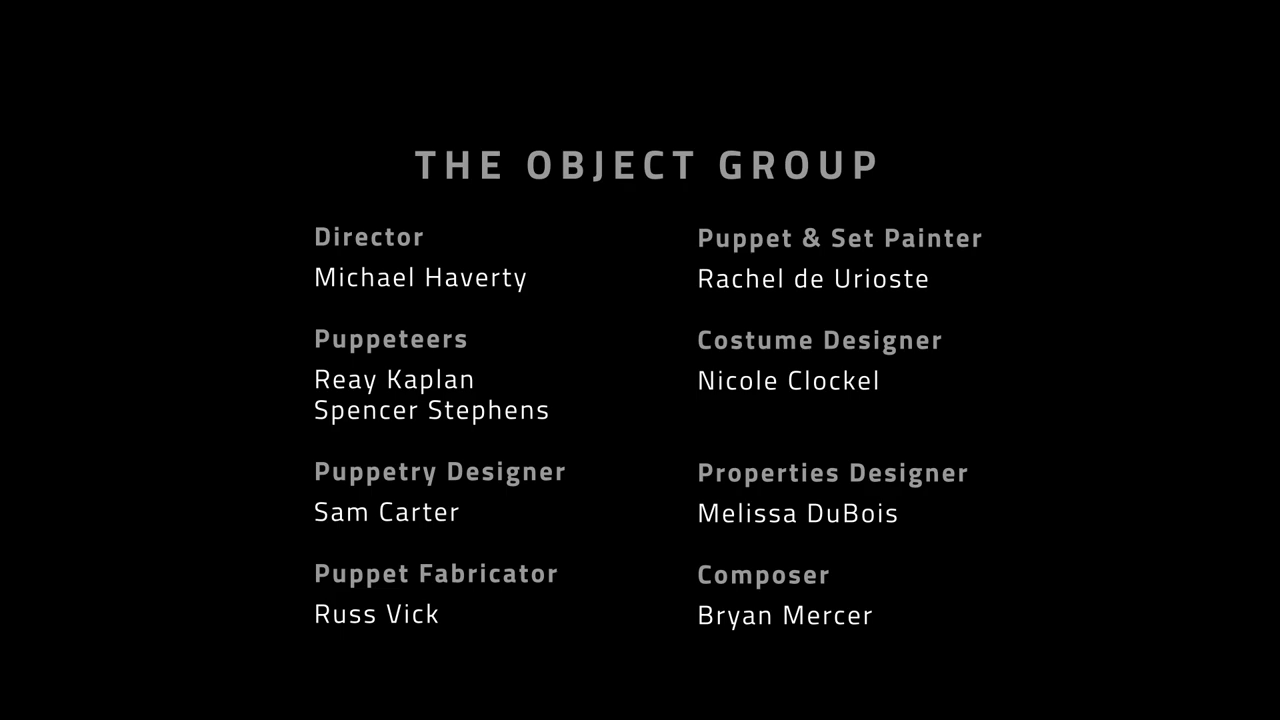 THE OBJECT GROUP
Director
Michael Haverty
Puppeteers
Reay Kaplan
Spencer Stephens
Puppetry Designer
Sam Carter
Puppet Fabricator
Russ Vick
Puppet & Set Painter
Rachel de Urioste
Costume Designer
Nicole Clockel
Properties Designer
Melissa DuBois
Composer
Bryan Mercer